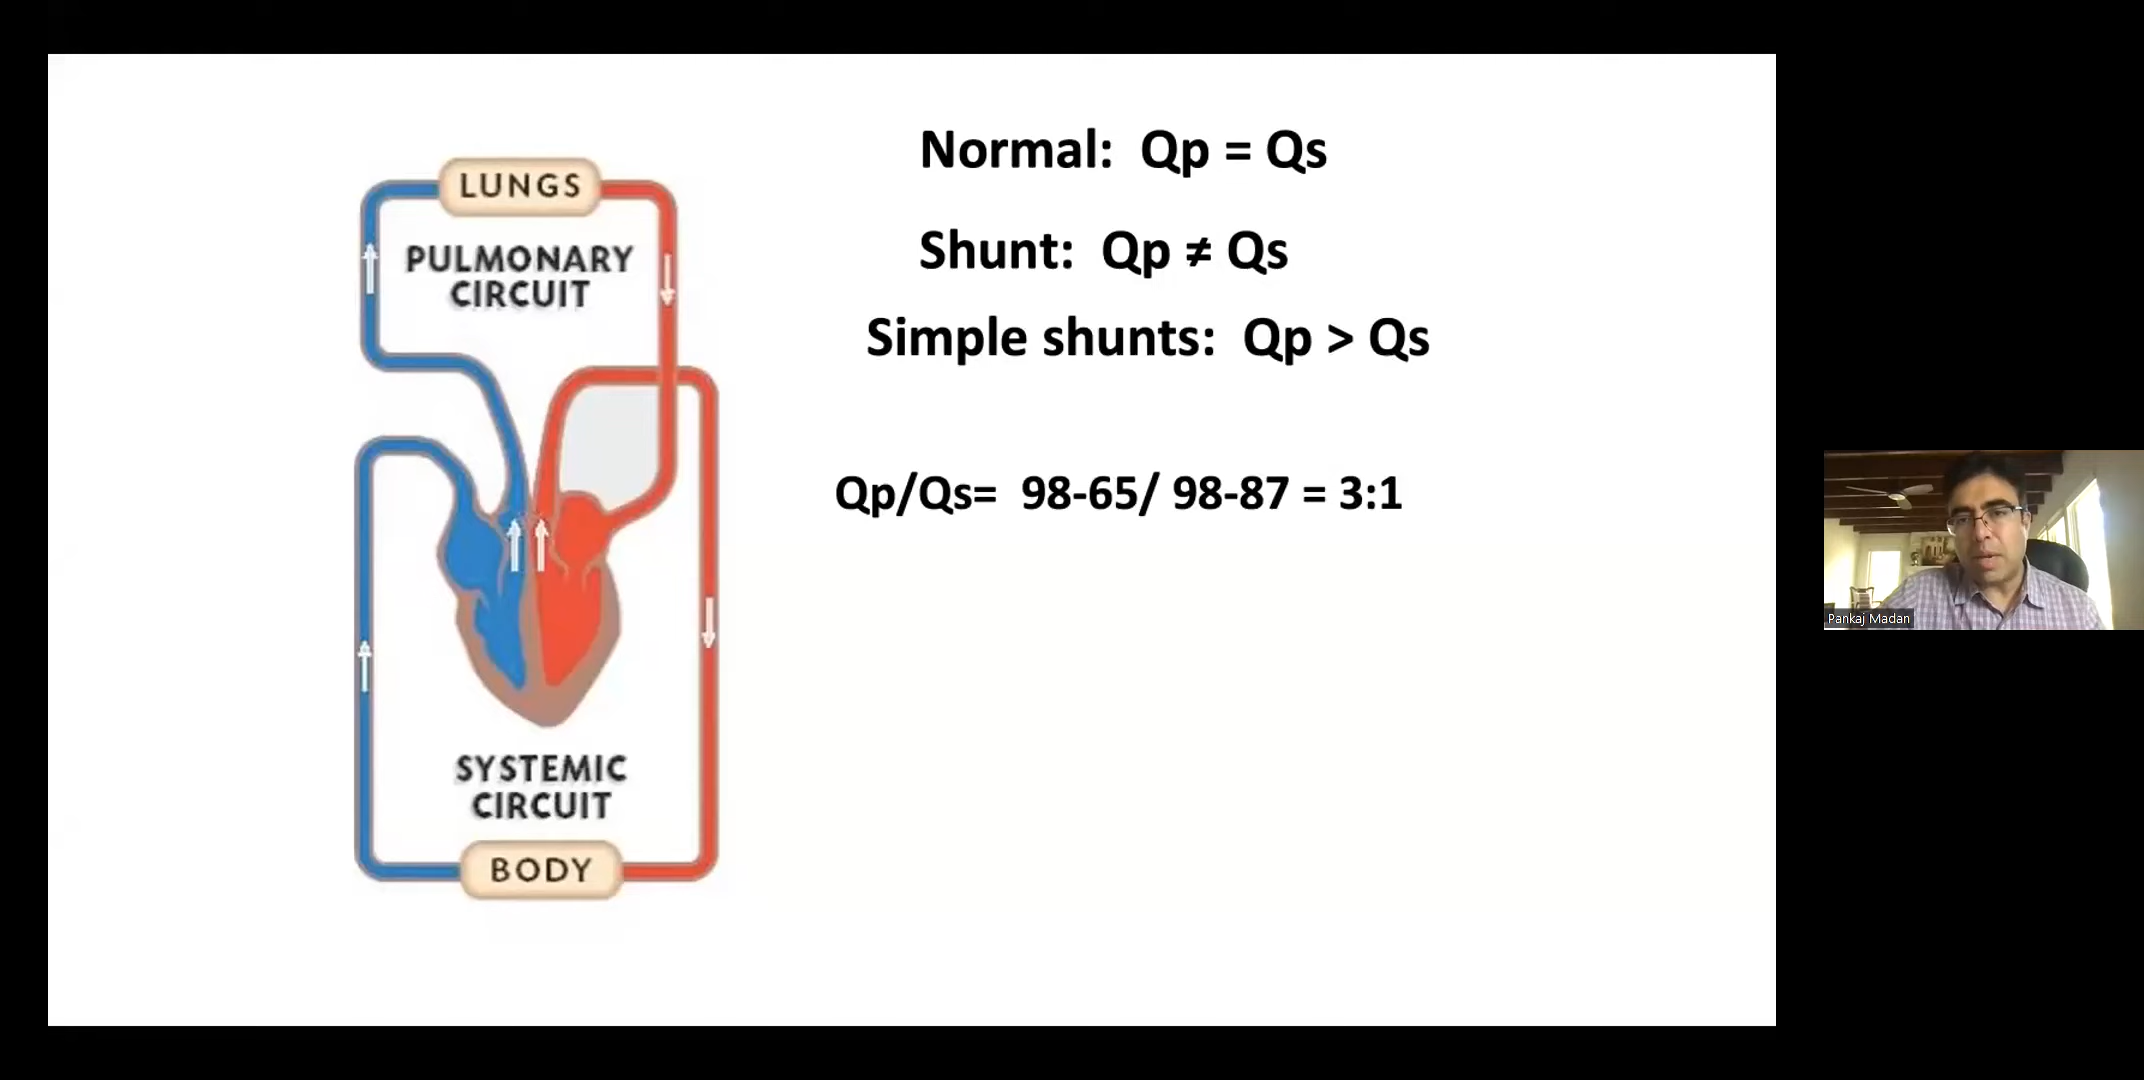 LUNGS
PULMONARY
CIRCUIT
SYSTEMIC
CIRCUIT
BODY
Normal: Qp = Qs
Shunt: Qp ≠ Qs
Simple shunts: Qp > Qs
Qp/Qs= 98-65/ 98-87 = 3:1
Pankaj Madan